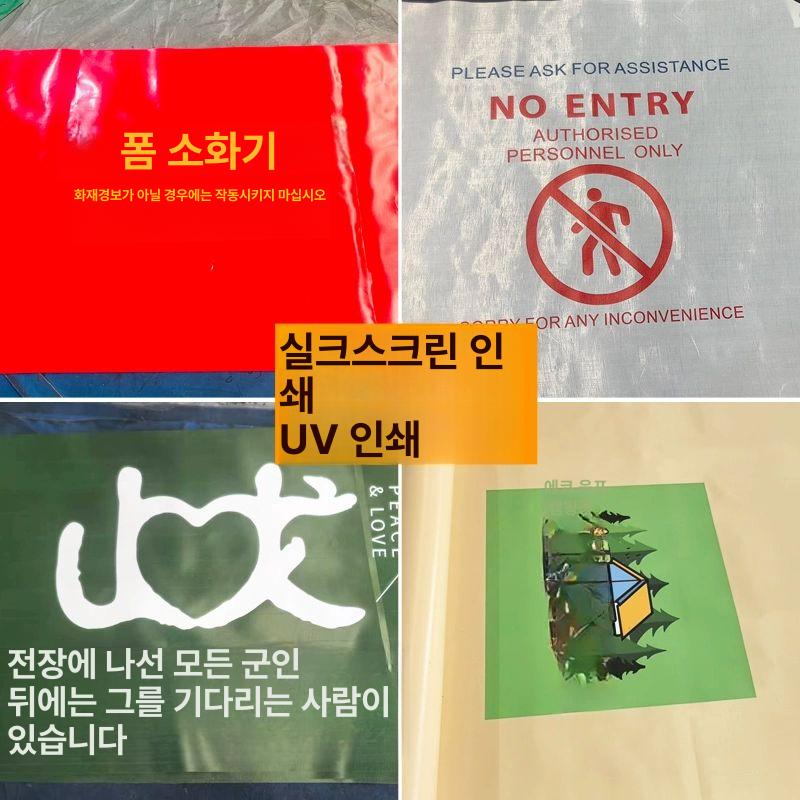 폼 소화기
화재경보가 아닐 경우에는 작동시키지 마십시오
PLEASE ASK FOR ASSISTANCE
NO ENTRY
AUTHORISED
PERSONNEL ONLY
SORRY FOR ANY INCONVENIENCE
실크스크린 인
쇄
UV 인쇄
PEACE
& LOVE
전장에 나선 모든 군인
뒤에는 그를 기다리는 사람이
있습니다